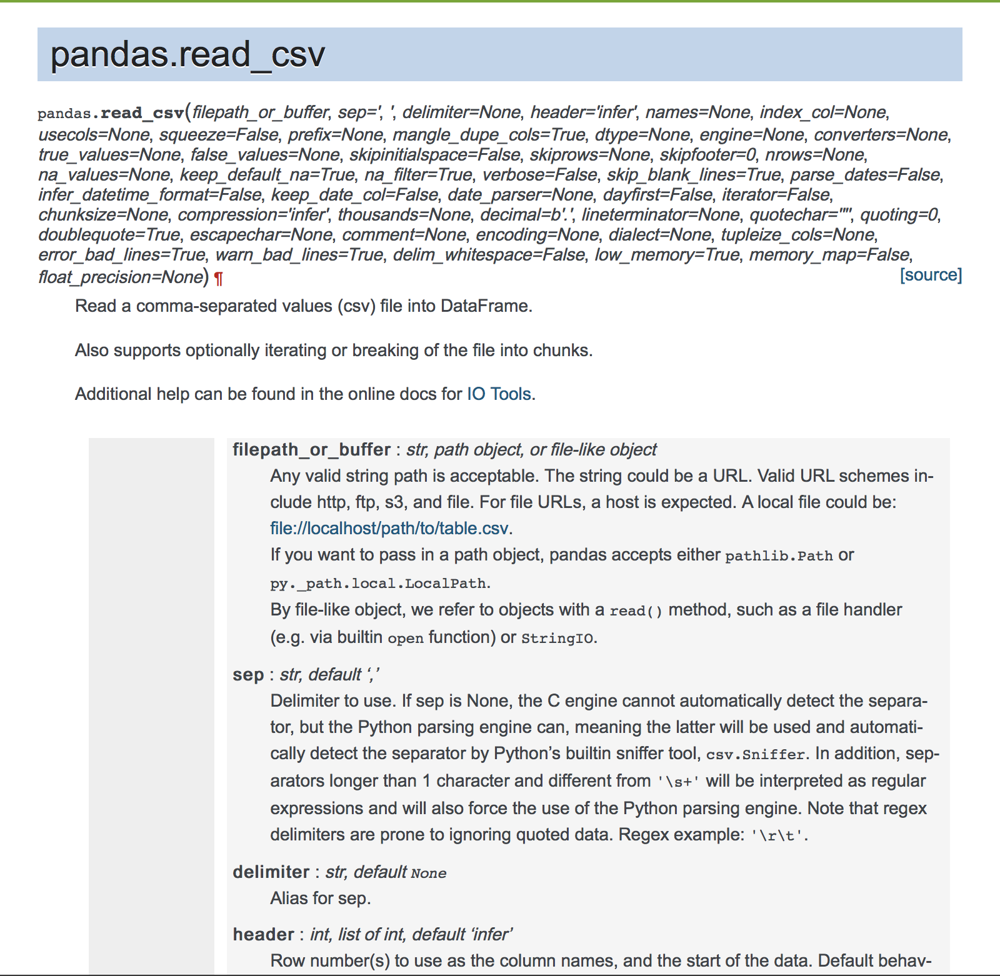 pandas.read_csv
pandas.read_csv(filepath_or_buffer, sep=', ', delimiter=None, header='infer', names=None, index_col=None,
usecols=None, squeeze=False, prefix=None, mangle_dupe_cols=True, dtype=None, engine=None, converters=None,
true_values=None, false_values=None, skipinitialspace=False, skiprows=None, skipfooter=0, nrows=None,
na_values=None, keep_default_na=True, na_filter=True, verbose=False, skip_blank_lines=True, parse_dates=False,
infer_datetime_format=False, keep_date_col=False, date_parser=None, dayfirst=False, iterator=False,
chunksize=None, compression='infer', thousands=None, decimal=b'.', lineterminator=None, quotechar='"', quoting=0,
doublequote=True, escapechar=None, comment=None, encoding=None, dialect=None, tupleize_cols=None,
error_bad_lines=True, warn_bad_lines=True, delim_whitespace=False, low_memory=True, memory_map=False,
float_precision=None) ¶ [source]
Read a comma-separated values (csv) file into DataFrame.
Also supports optionally iterating or breaking of the file into chunks.
Additional help can be found in the online docs for IO Tools.
filepath_or_buffer : str, path object, or file-like object
Any valid string path is acceptable. The string could be a URL. Valid URL schemes in-
clude http, ftp, s3, and file. For file URLs, a host is expected. A local file could be:
file://localhost/path/to/table.csv.
If you want to pass in a path object, pandas accepts either pathlib.Path or
py._path.local.LocalPath.
By file-like object, we refer to objects with a read() method, such as a file handler
(e.g. via builtin open function) or StringIO.
sep : str, default ‘,’
Delimiter to use. If sep is None, the C engine cannot automatically detect the separa-
tor, but the Python parsing engine can, meaning the latter will be used and automati-
cally detect the separator by Python’s builtin sniffer tool, csv.Sniffer. In addition, sep-
arators longer than 1 character and different from '\s+' will be interpreted as regular
expressions and will also force the use of the Python parsing engine. Note that regex
delimiters are prone to ignoring quoted data. Regex example: '\r\t'.
delimiter : str, default None
Alias for sep.
header : int, list of int, default ‘infer’
Row number(s) to use as the column names, and the start of the data. Default behav-